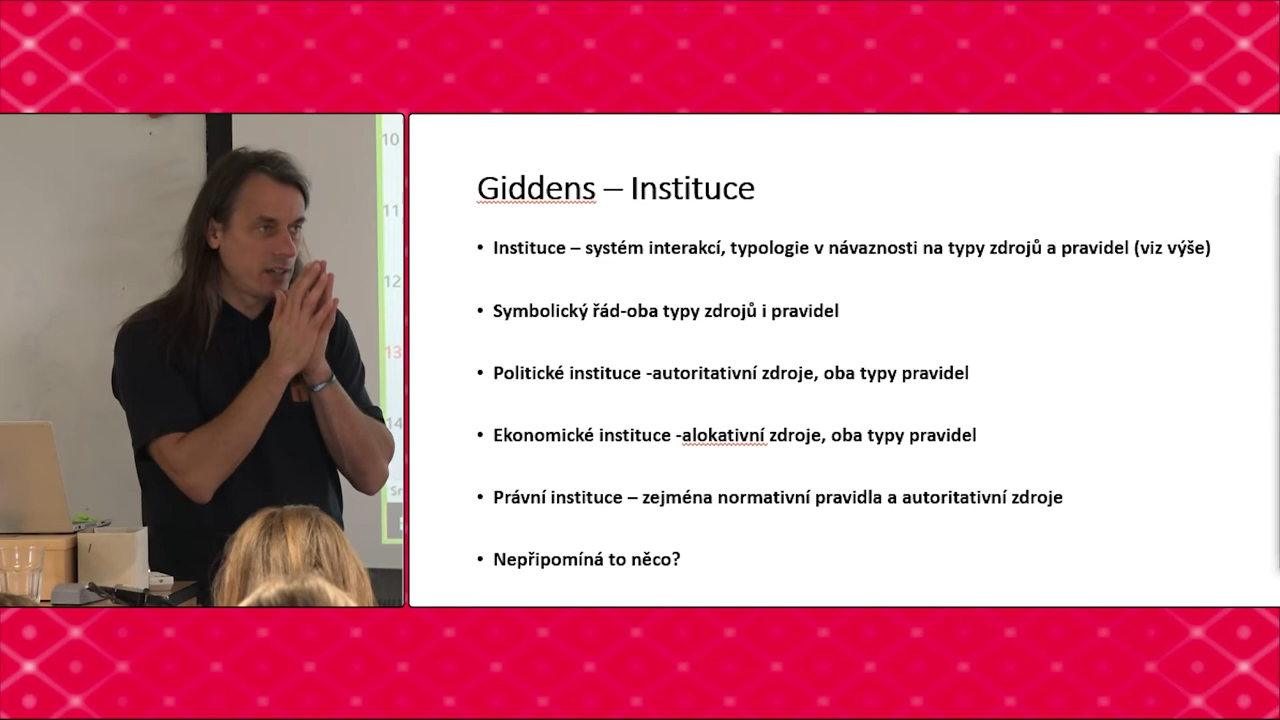 10
11
12
13
14
Giddens – Instituce
• Instituce – systém interakcí, typologie v návaznosti na typy zdrojů a pravidel (viz výše)
• Symbolický řád-oba typy zdrojů i pravidel
• Politické instituce -autoritativní zdroje, oba typy pravidel
• Ekonomické instituce -alokativní zdroje, oba typy pravidel
• Právní instituce – zejména normativní pravidla a autoritativní zdroje
• Nepřipomíná to něco?